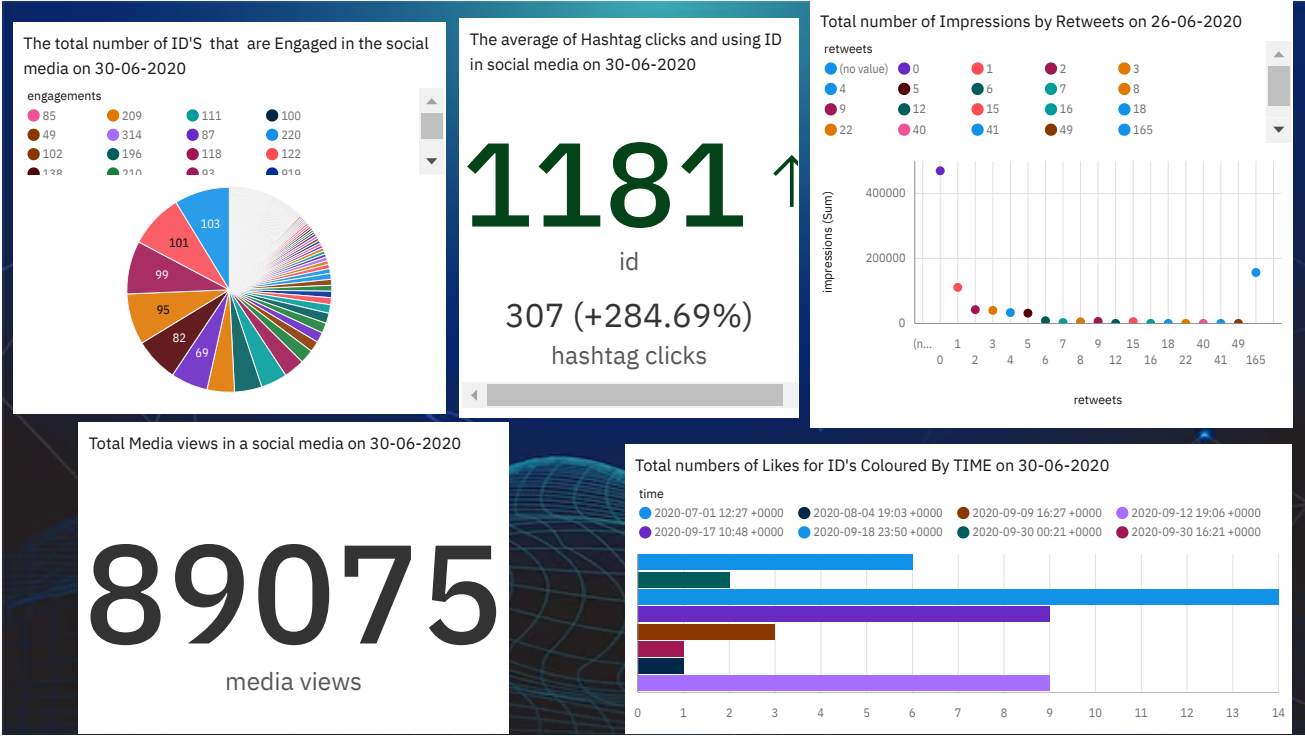 The total number of ID'S  that  are Engaged in the social
media on 30-06-2020
engagements
85 209 111 100
49 314 87 220
102 196 118 122
138 210 93 919
103
101
99
95
82
69
The average of Hashtag clicks and using ID
in social media on 30-06-2020
1181 ↑
id
307 (+284.69%)
hashtag clicks
Total number of Impressions by Retweets on 26-06-2020
retweets
(no value) 0 1 2 3
4 5 6 7 8
9 12 15 16 18
22 40 41 49 165
impressions (Sum)
400000
200000
0
(n... 1 3 5 7 9 15 18 40 49
0 2 4 6 8 12 16 22 41 165
retweets
Total Media views in a social media on 30-06-2020
89075
media views
Total numbers of Likes for ID's Coloured By TIME on 30-06-2020
time
2020-07-01 12:27 +0000 2020-08-04 19:03 +0000 2020-09-09 16:27 +0000 2020-09-12 19:06 +0000
2020-09-17 10:48 +0000 2020-09-18 23:50 +0000 2020-09-30 00:21 +0000 2020-09-30 16:21 +0000
0 1 2 3 4 5 6 7 8 9 10 11 12 13 14